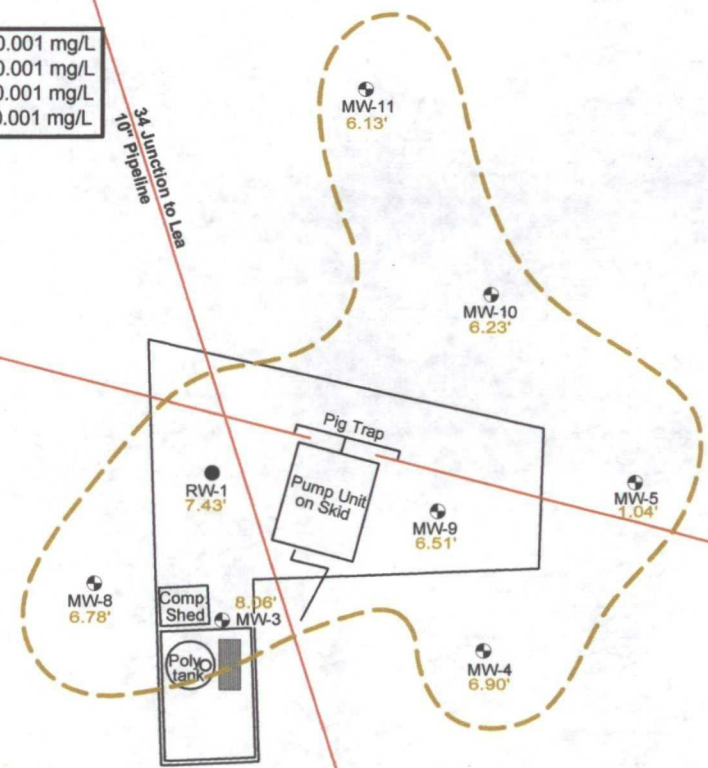 0.001 mg/L
0.001 mg/L
0.001 mg/L
0.001 mg/L
34 Junction to Lea
10" Pipeline
MW-11
6.13'
MW-10
6.23'
Pig Trap
Pump Unit
on Skid
RW-1
7.43'
MW-5
1.04'
MW-9
6.51'
MW-8
6.78'
Comp.
Shed
8.06'
MW-3
Poly
tank
MW-4
6.90'